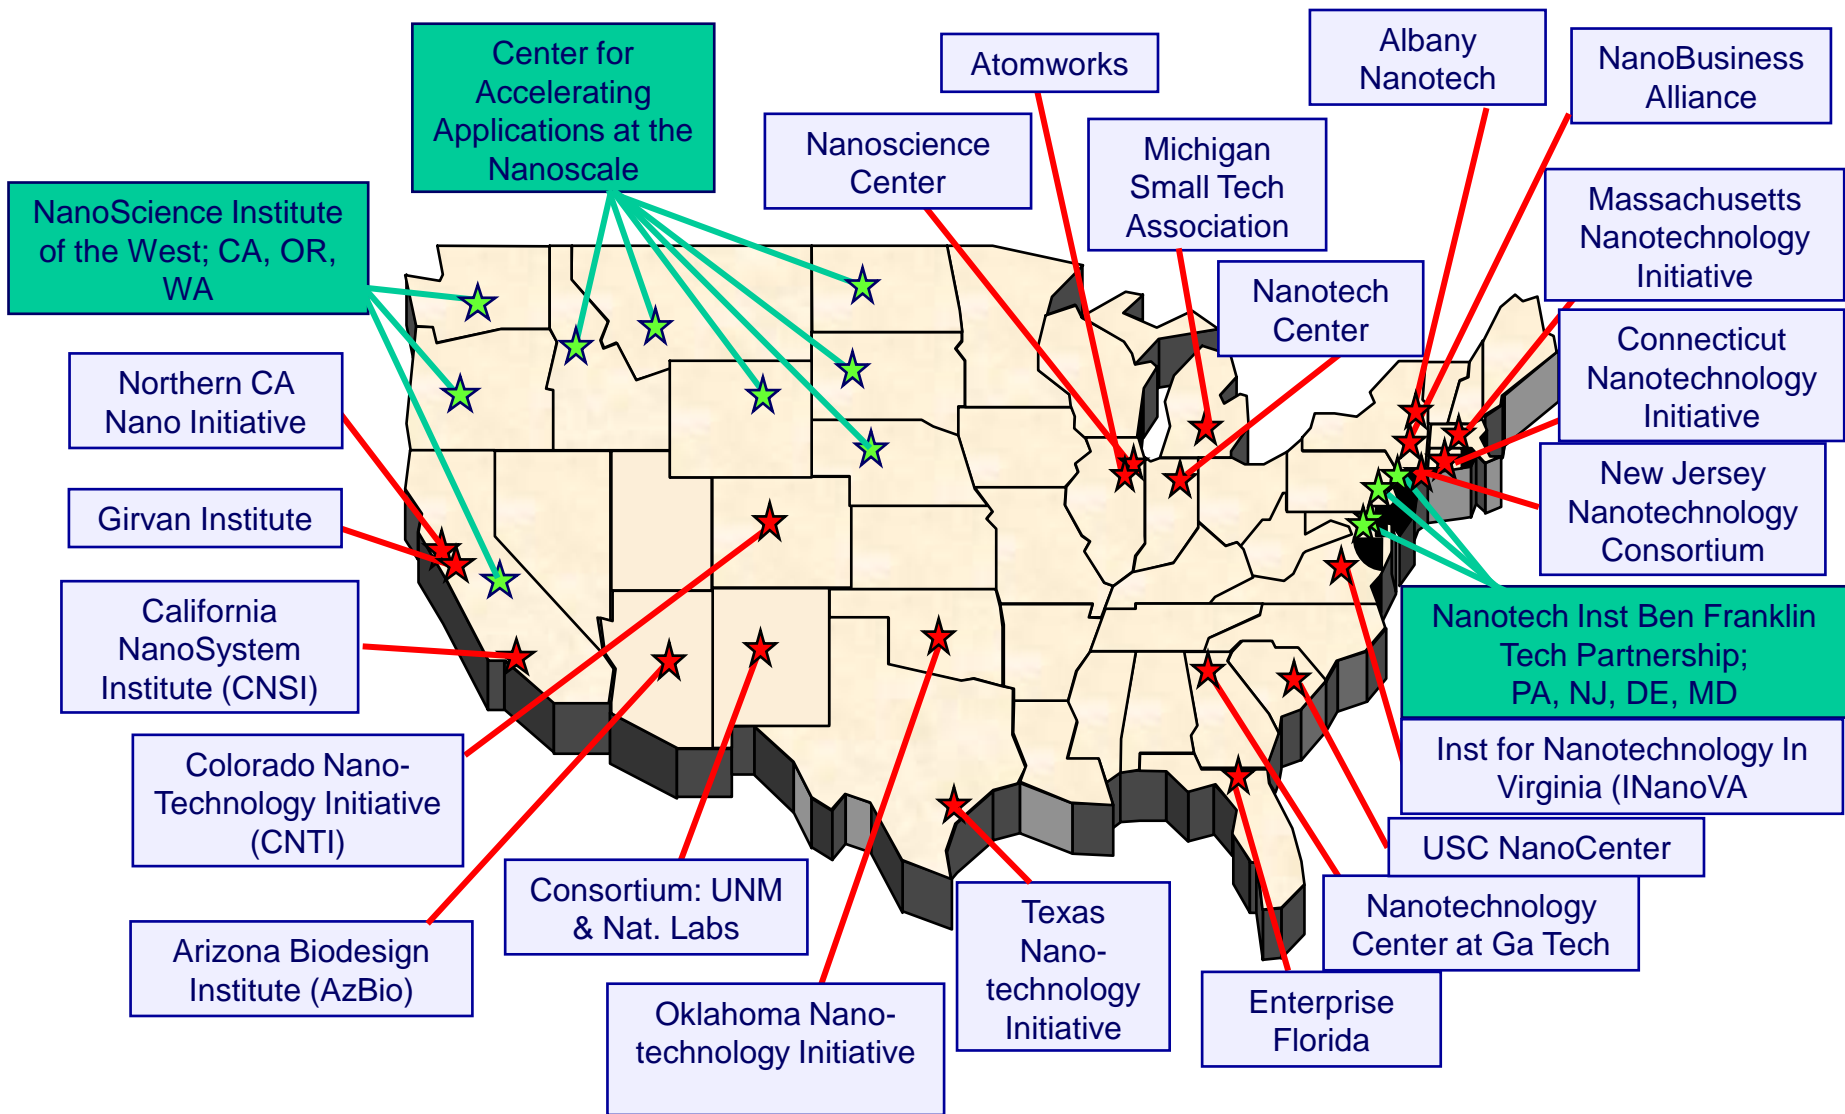 Center for
Accelerating
Applications at the
Nanoscale
Atomworks
Albany
Nanotech
NanoBusiness
Alliance
Nanoscience
Center
Michigan
Small Tech
Association
NanoScience Institute
of the West; CA, OR,
WA
Massachusetts
Nanotechnology
Initiative
Nanotech
Center
Northern CA
Nano Initiative
Connecticut
Nanotechnology
Initiative
Girvan Institute
New Jersey
Nanotechnology
Consortium
California
NanoSystem
Institute (CNSI)
Nanotech Inst Ben Franklin
Tech Partnership;
PA, NJ, DE, MD
Colorado Nano-
Technology Initiative
(CNTI)
Inst for Nanotechnology In
Virginia (INanoVA
USC NanoCenter
Consortium: UNM
& Nat. Labs
Texas
Nano-
technology
Initiative
Nanotechnology
Center at Ga Tech
Arizona Biodesign
Institute (AzBio)
Oklahoma Nano-
technology Initiative
Enterprise
Florida